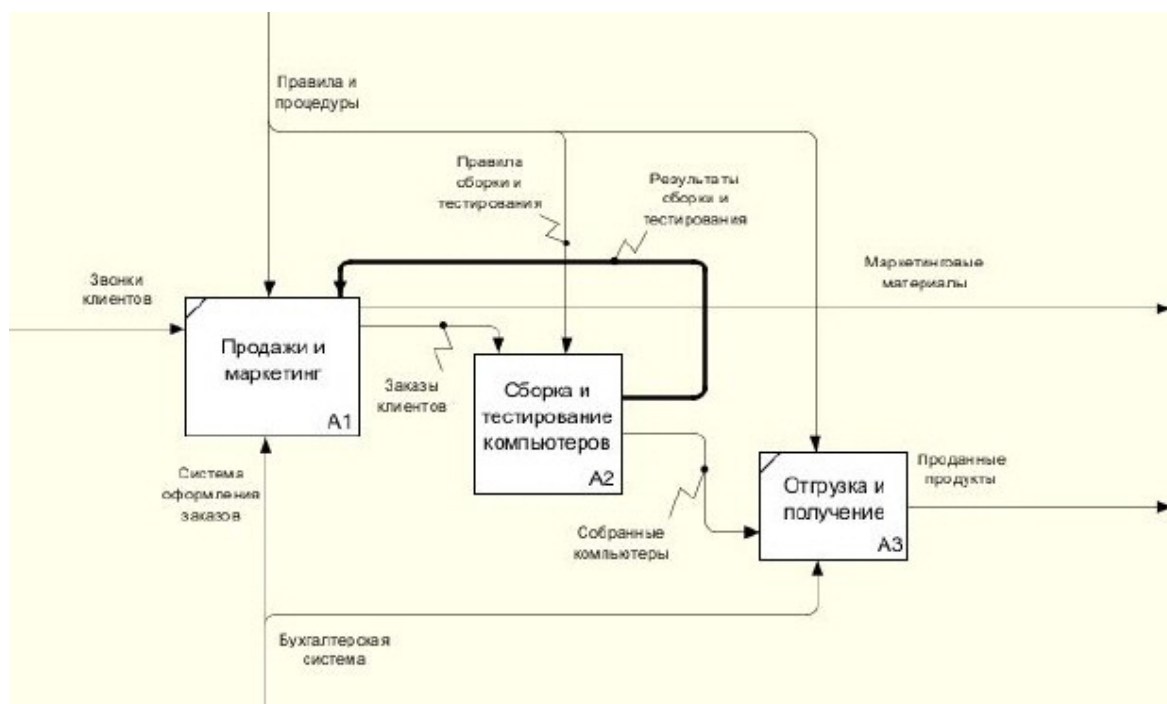 Правила и
процедуры
Правила
сборки и
тестирования
Результаты
сборки и
тестирования
Звонки
клиентов
Маркетинговые
материалы
Продажи и
маркетинг
A1
Заказы
клиентов
Сборка и
тестирование
компьютеров
A2
Система
оформления
заказов
Собранные
компьютеры
Отгрузка и
получение
A3
Проданные
продукты
Бухгалтерская
система